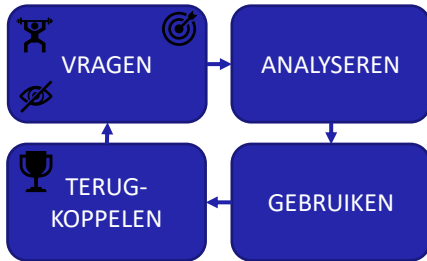 VRAGEN
ANALYSEREN
TERUG-
KOPPELEN
GEBRUIKEN